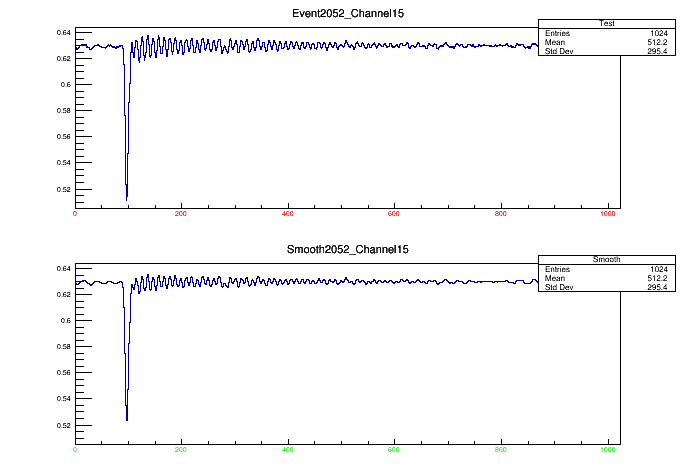 Event2052_Channel15
Test
Entries 1024
Mean 512.2
Std Dev 295.4
0.64
0.62
0.6
0.58
0.56
0.54
0.52
0 200 400 600 800 1000
Smooth2052_Channel15
Smooth
Entries 1024
Mean 512.2
Std Dev 295.4
0.64
0.62
0.6
0.58
0.56
0.54
0.52
0 200 400 600 800 1000